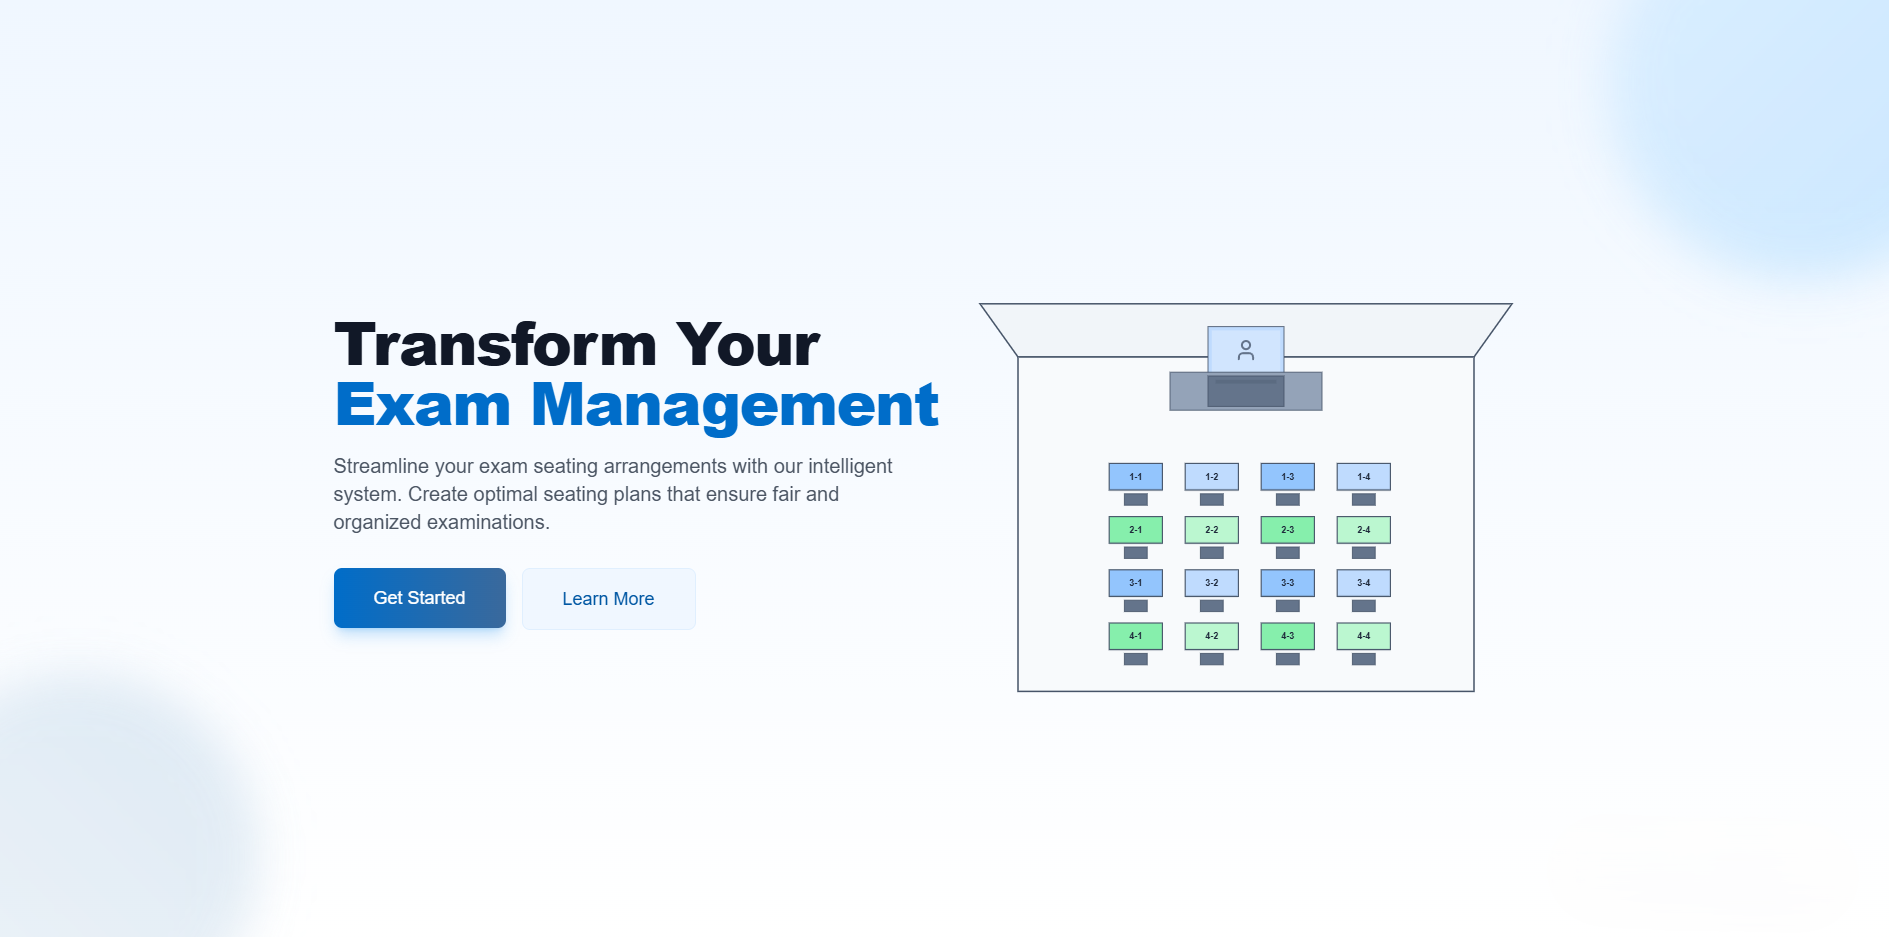 Transform Your
Exam Management
Streamline your exam seating arrangements with our intelligent
system. Create optimal seating plans that ensure fair and
organized examinations.
Get Started
Learn More
1-1 1-2 1-3 1-4
2-1 2-2 2-3 2-4
3-1 3-2 3-3 3-4
4-1 4-2 4-3 4-4